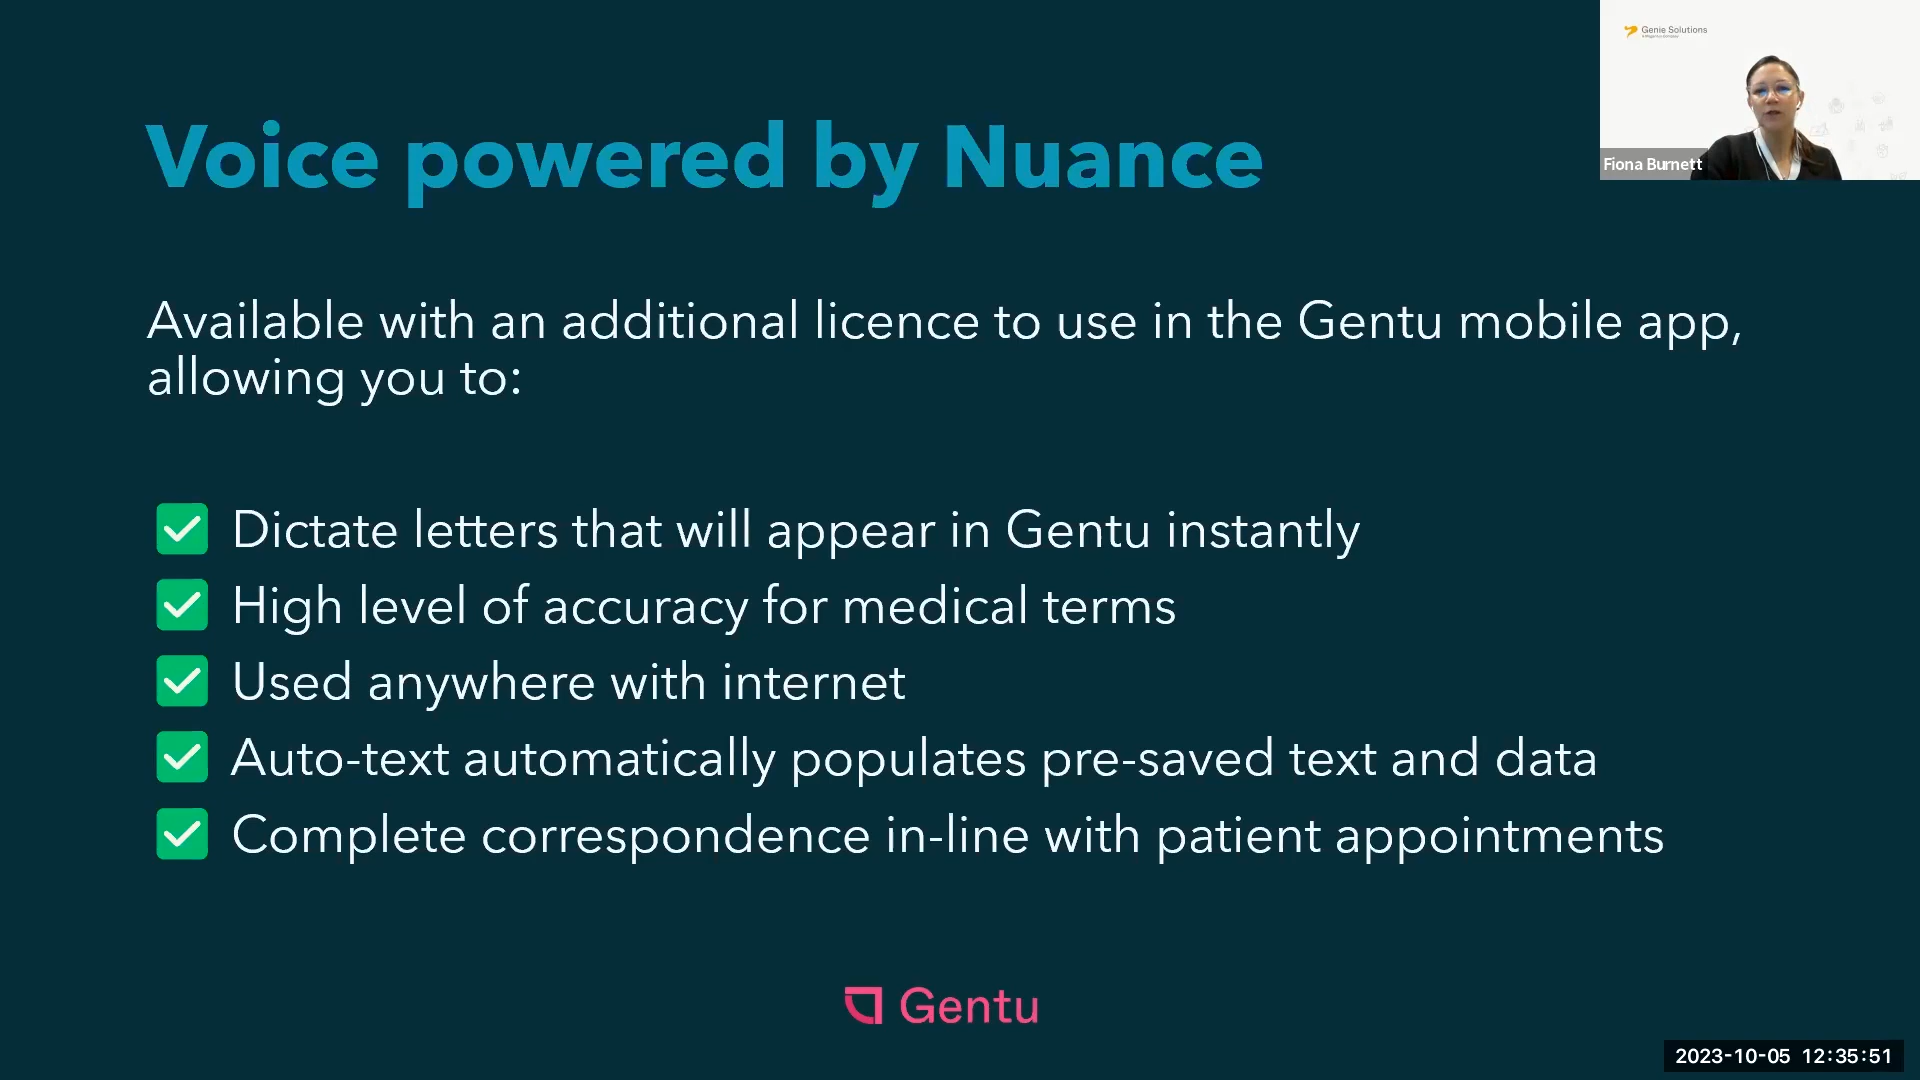 Genie Solutions
Voice powered by Nuance
Fiona Burnett
Available with an additional licence to use in the Gentu mobile app,
allowing you to:
Dictate letters that will appear in Gentu instantly
High level of accuracy for medical terms
Used anywhere with internet
Auto-text automatically populates pre-saved text and data
Complete correspondence in-line with patient appointments
Gentu
2023-10-05 12:35:51